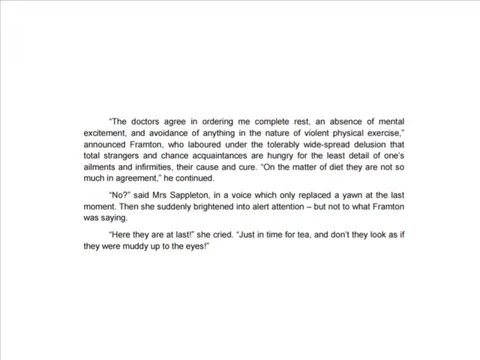 “The doctors agree in ordering me complete rest, an absence of mental
excitement, and avoidance of anything in the nature of violent physical exercise,”
announced Framton, who laboured under the tolerably wide-spread delusion that
total strangers and chance acquaintances are hungry for the least detail of one’s
ailments and infirmities, their cause and cure. “On the matter of diet they are not so
much in agreement,” he continued.
“No?” said Mrs Sappleton, in a voice which only replaced a yawn at the last
moment. Then she suddenly brightened into alert attention – but not to what Framton
was saying.
“Here they are at last!” she cried. “Just in time for tea, and don’t they look as if
they were muddy up to the eyes!”